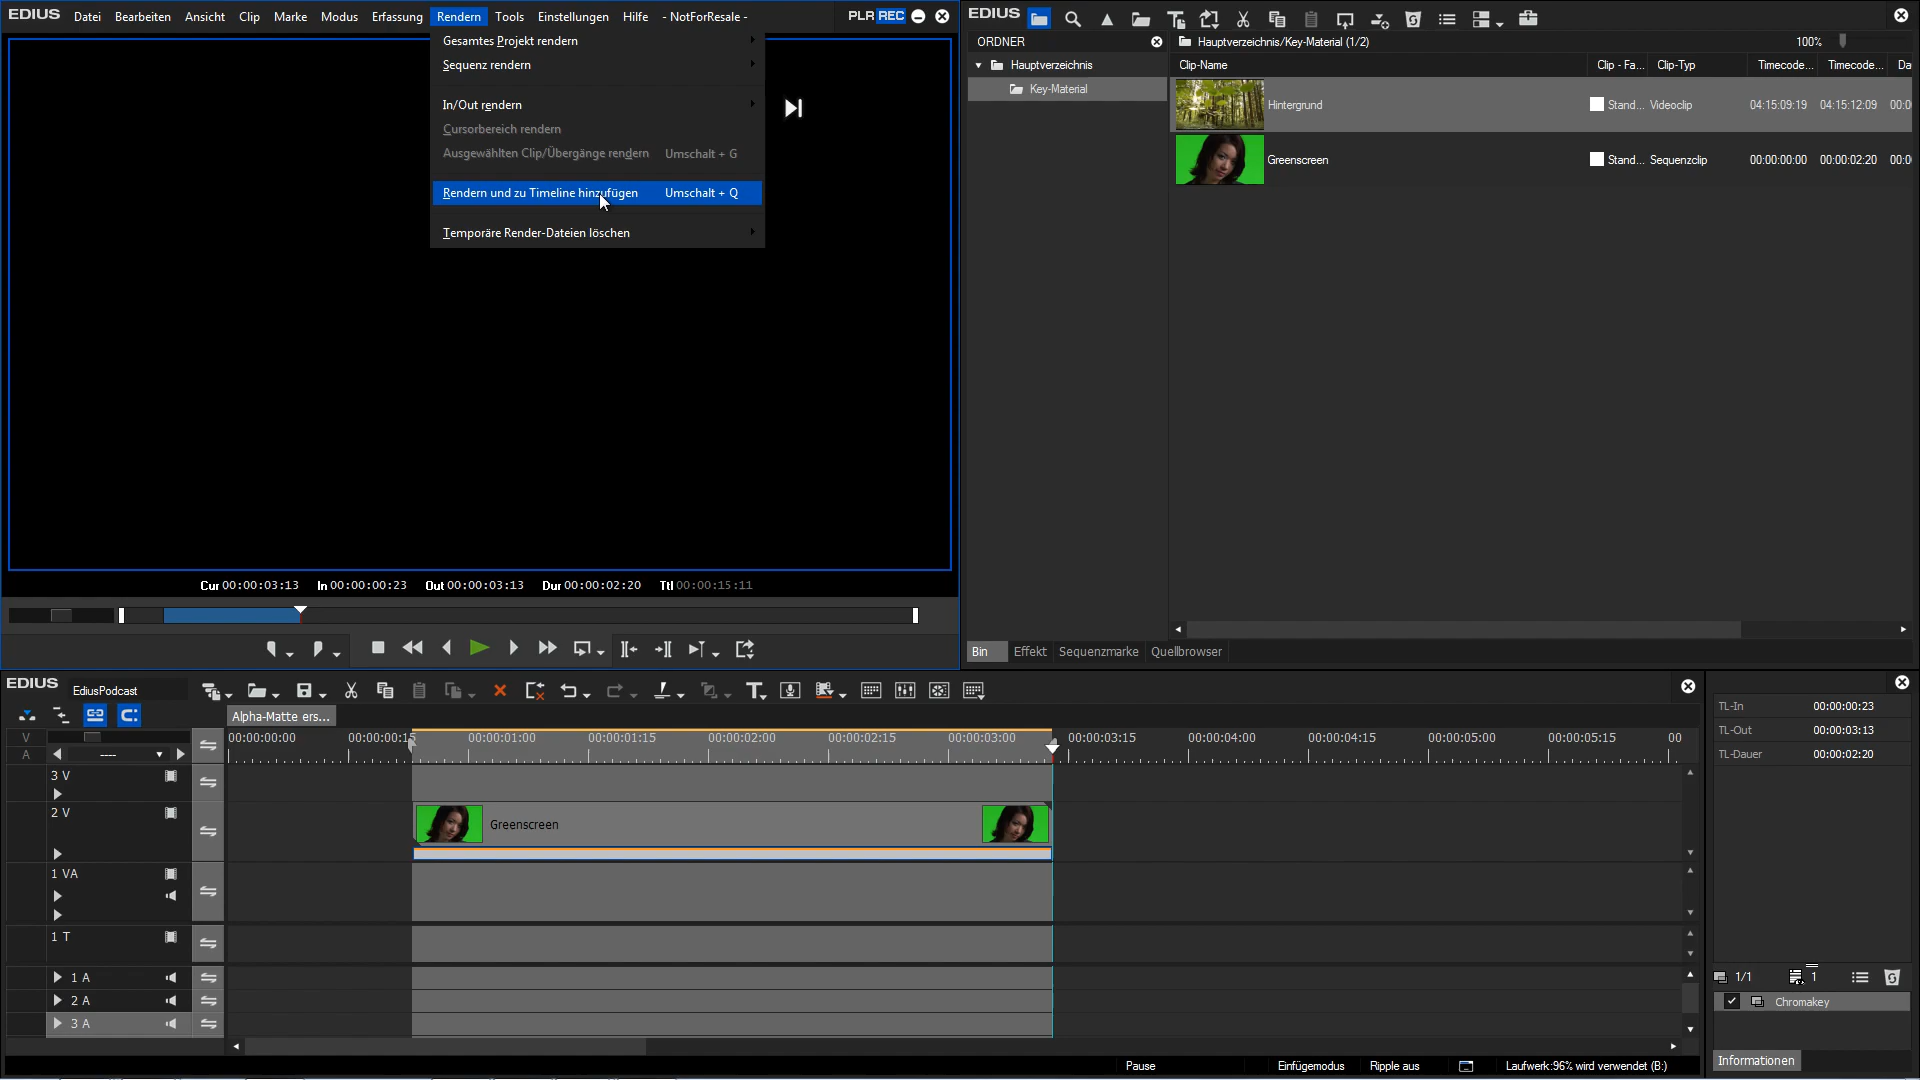 EDIUS Datei Bearbeiten Ansicht Clip Marke Modus Erfassung Rendern Tools Einstellungen Hilfe - NotForResale - PLR REC
Gesamtes Projekt rendern
Sequenz rendern
In/Out rendern
Cursorbereich rendern
Ausgewählten Clip/Übergänge rendern Umschalt + G
Rendern und zu Timeline hinzufügen Umschalt + Q
Temporäre Render-Dateien löschen
Cur 00:00:03:13 In 00:00:00:23 Out 00:00:03:13 Dur 00:00:02:20 Ttl 00:00:15:11
EDIUS
ORDNER
Hauptverzeichnis
Key-Material
Hauptverzeichnis/Key-Material (1/2) 100%
Clip-Name Clip - Fa... Clip-Typ Timecode... Timecode... Da
Hintergrund Stand... Videoclip 04:15:09:19 04:15:12:09 00:0
Greenscreen Stand... Sequenzclip 00:00:00:00 00:00:02:20 00:0
Bin Effekt Sequenzmarke Quellbrowser
EDIUS EdiusPodcast
Alpha-Matte ers...
V
A ----
00:00:00:00 00:00:00:15 00:00:01:00 00:00:01:15 00:00:02:00 00:00:02:15 00:00:03:00 00:00:03:15 00:00:04:00 00:00:04:15 00:00:05:00 00:00:05:15 00
3 V
2 V
Greenscreen
1 VA
1 T
1 A
2 A
3 A
TL-In 00:00:00:23
TL-Out 00:00:03:13
TL-Dauer 00:00:02:20
1/1 1
Chromakey
Informationen
Pause Einfügemodus Ripple aus Laufwerk:96% wird verwendet (B:)